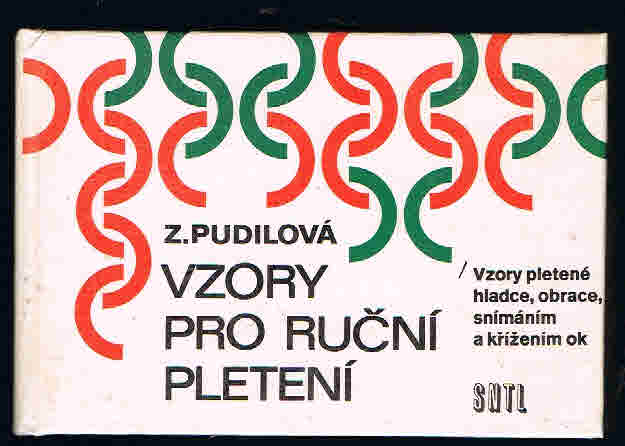 Z.PUDILOVÁ
VZORY
PRO RUČNÍ
PLETENÍ
/ Vzory pletené
hladce, obrace,
snímáním
a křížením ok
SNTL